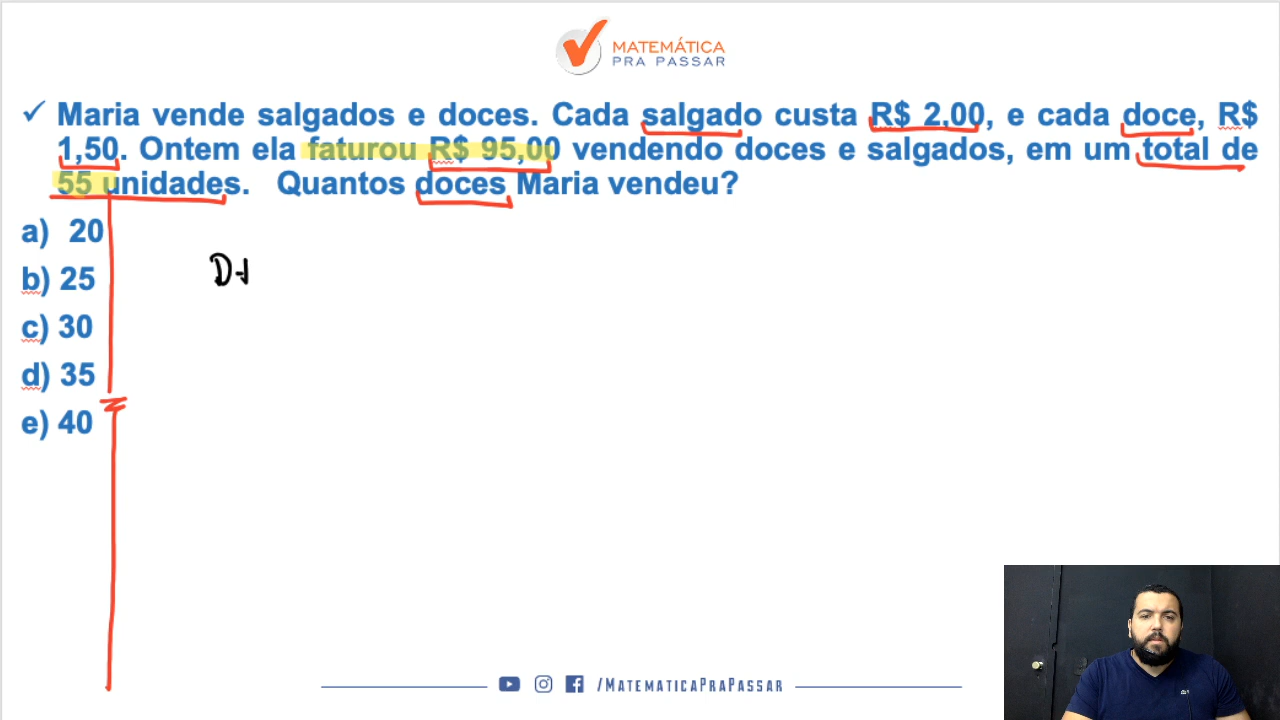 MATEMÁTICA
PRA PASSAR
✓ Maria vende salgados e doces. Cada salgado custa R$ 2,00, e cada doce, R$
1,50. Ontem ela faturou R$ 95,00 vendendo doces e salgados, em um total de
55 unidades. Quantos doces Maria vendeu?
a) 20
b) 25
c) 30
d) 35
e) 40
D+
/MATEMATICAPRAPASSAR